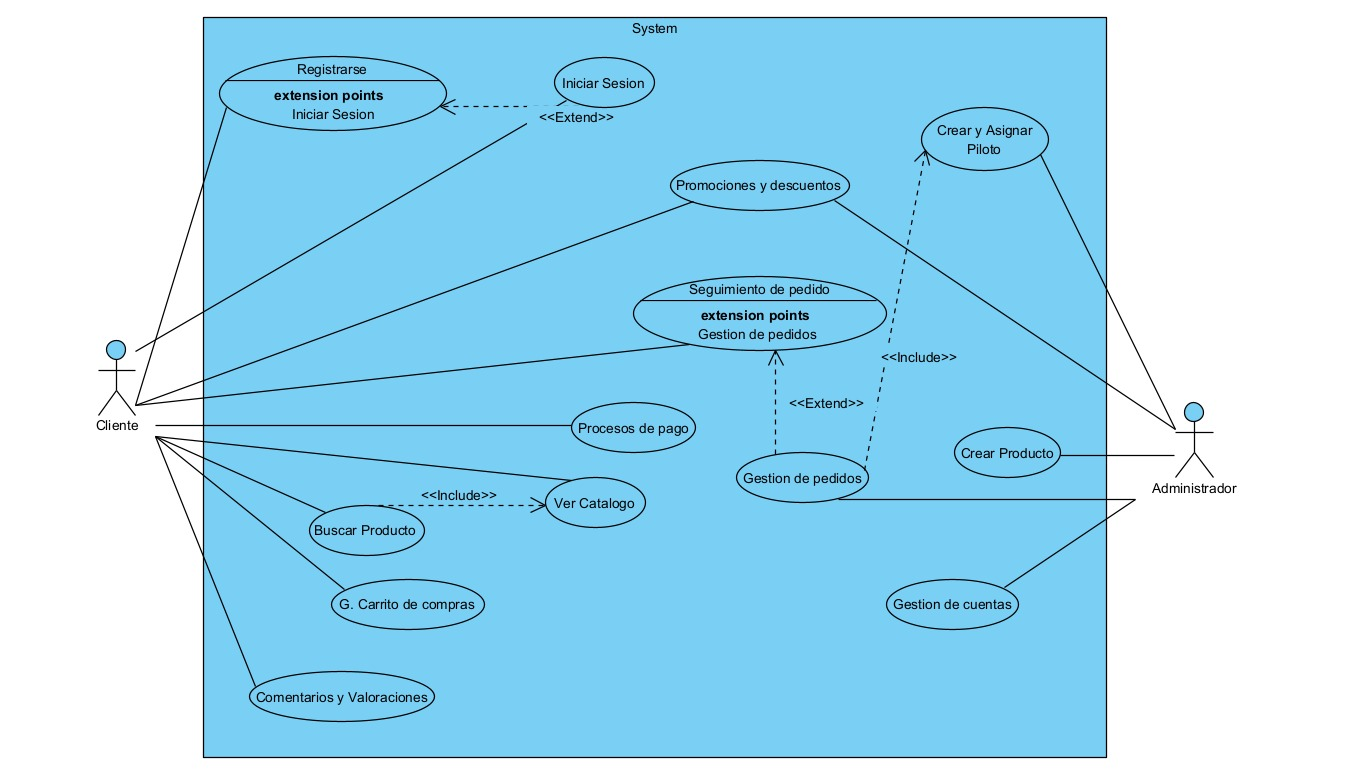 System
Registrarse
extension points
Iniciar Sesion
Iniciar Sesion
<<Extend>>
Crear y Asignar
Piloto
Promociones y descuentos
Seguimiento de pedido
extension points
Gestion de pedidos
<<Include>>
<<Extend>>
Cliente
Procesos de pago
Crear Producto
Gestion de pedidos
Administrador
<<Include>>
Ver Catalogo
Buscar Producto
G. Carrito de compras
Gestion de cuentas
Comentarios y Valoraciones